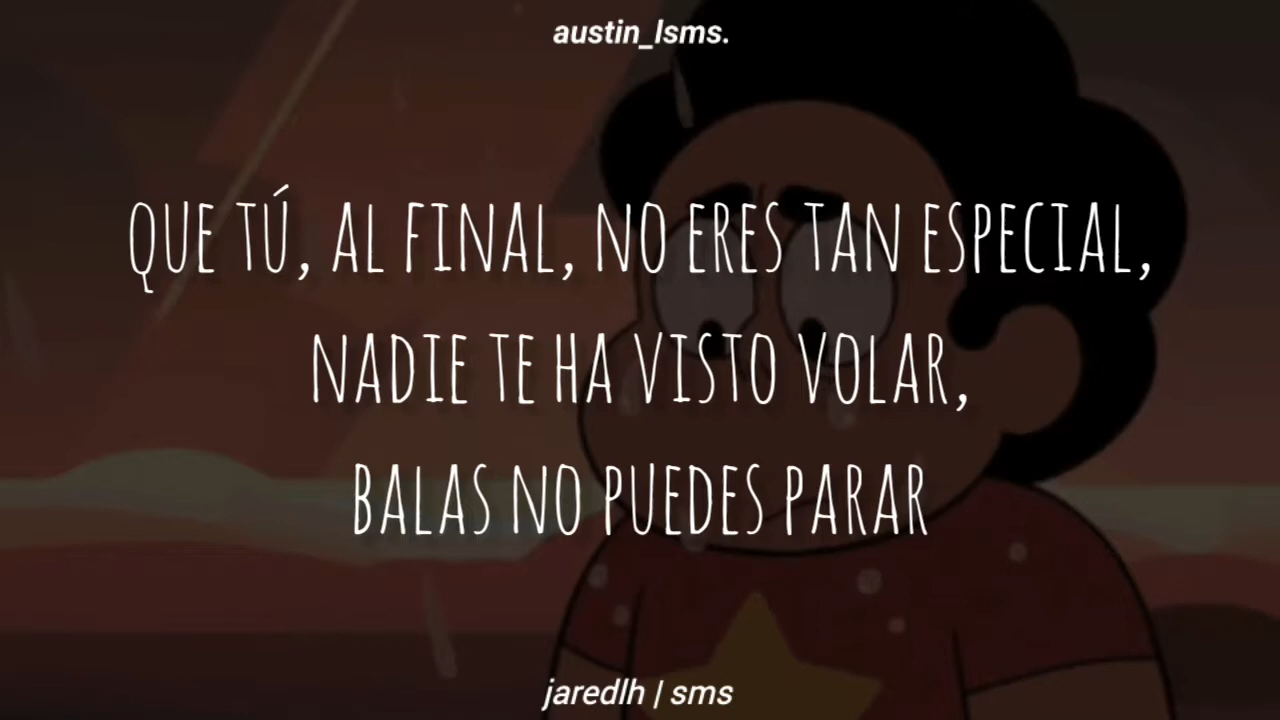 austin_lsms.
QUE TÚ, AL FINAL, NO ERES TAN ESPECIAL,
NADIE TE HA VISTO VOLAR,
BALAS NO PUEDES PARAR
jaredlh | sms